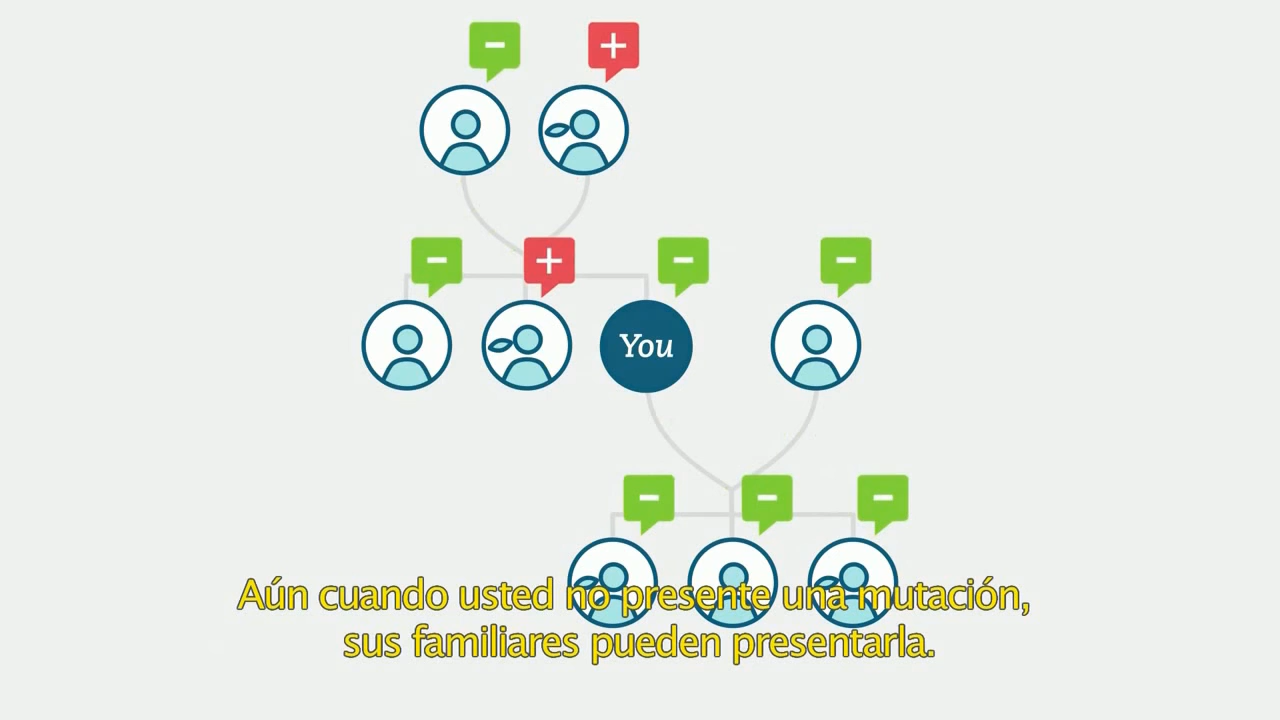 - +
- + - -
You
- - -
Aún cuando usted no presente una mutación,
sus familiares pueden presentarla.